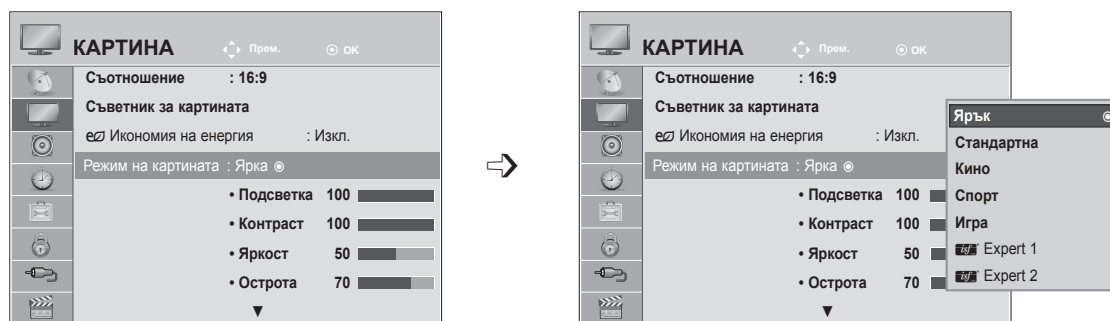 КАРТИНА Прем. OK
Съотношение : 16:9
Съветник за картината
e Икономия на енергия : Изкл.
Режим на картината : Ярка
• Подсветка 100
• Контраст 100
• Яркост 50
• Острота 70
▼
КАРТИНА Прем. OK
Съотношение : 16:9
Съветник за картината
e Икономия на енергия : Изкл.
Режим на картината : Ярка
• Подсветка 100
• Контраст 100
• Яркост 50
• Острота 70
▼
Ярък
Стандартна
Кино
Спорт
Игра
isf Expert 1
isf Expert 2